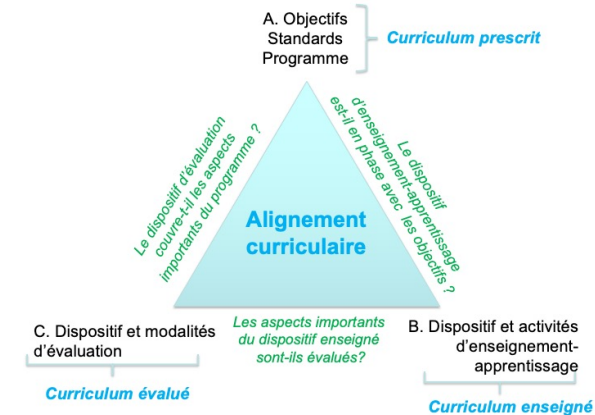 A. Objectifs
Standards
Programme
Curriculum prescrit
Le dispositif d'évaluation
couvre-t-il les aspects
importants du programme ?
Le dispositif
d'enseignement-apprentissage
est-il en phase avec les objectifs ?
Alignement
curriculaire
C. Dispositif et modalités
d'évaluation
Curriculum évalué
Les aspects importants
du dispositif enseigné
sont-ils évalués?
B. Dispositif et activités
d'enseignement-
apprentissage
Curriculum enseigné